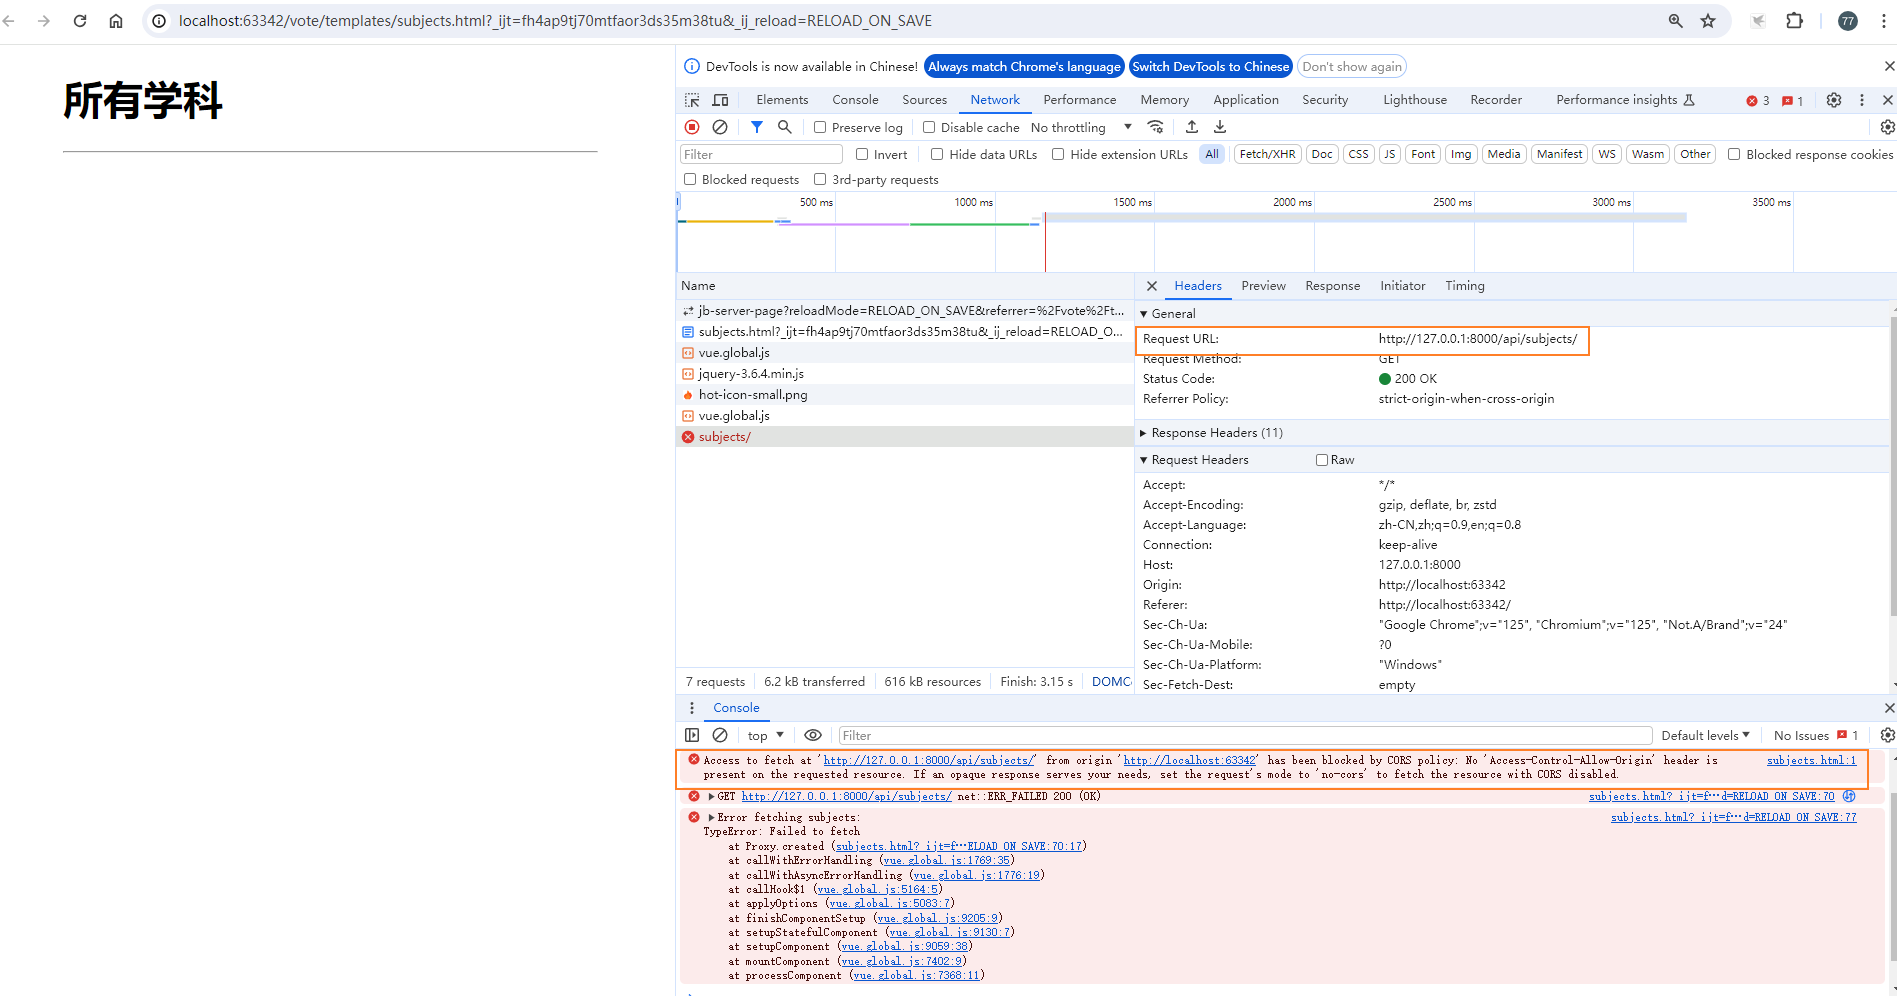 localhost:63342/vote/templates/subjects.html?_ijt=fh4ap9tj70mtfaor3ds35m38tu&_ij_reload=RELOAD_ON_SAVE
77
所有学科
DevTools is now available in Chinese! Always match Chrome's language Switch DevTools to Chinese Don't show again
Elements Console Sources Network Performance Memory Application Security Lighthouse Recorder Performance insights 3 1
Preserve log Disable cache No throttling
Filter Invert Hide data URLs Hide extension URLs All Fetch/XHR Doc CSS JS Font Img Media Manifest WS Wasm Other Blocked response cookies
Blocked requests 3rd-party requests
500 ms 1000 ms 1500 ms 2000 ms 2500 ms 3000 ms 3500 ms
Name
jb-server-page?reloadMode=RELOAD_ON_SAVE&referrer=%2Fvote%2Ft...
subjects.html?_ijt=fh4ap9tj70mtfaor3ds35m38tu&_ij_reload=RELOAD_O...
vue.global.js
jquery-3.6.4.min.js
hot-icon-small.png
vue.global.js
subjects/
7 requests 6.2 kB transferred 616 kB resources Finish: 3.15 s DOMC
Headers Preview Response Initiator Timing
General
Request URL: http://127.0.0.1:8000/api/subjects/
Request Method: GET
Status Code: 200 OK
Referrer Policy: strict-origin-when-cross-origin
Response Headers (11)
Request Headers Raw
Accept: */*
Accept-Encoding: gzip, deflate, br, zstd
Accept-Language: zh-CN,zh;q=0.9,en;q=0.8
Connection: keep-alive
Host: 127.0.0.1:8000
Origin: http://localhost:63342
Referer: http://localhost:63342/
Sec-Ch-Ua: "Google Chrome";v="125", "Chromium";v="125", "Not.A/Brand";v="24"
Sec-Ch-Ua-Mobile: ?0
Sec-Ch-Ua-Platform: "Windows"
Sec-Fetch-Dest: empty
Console
top Filter Default levels No Issues 1
Access to fetch at 'http://127.0.0.1:8000/api/subjects/' from origin 'http://localhost:63342' has been blocked by CORS policy: No 'Access-Control-Allow-Origin' header is subjects.html:1
present on the requested resource. If an opaque response serves your needs, set the request's mode to 'no-cors' to fetch the resource with CORS disabled.
GET http://127.0.0.1:8000/api/subjects/ net::ERR_FAILED 200 (OK) subjects.html?_ijt=f…d=RELOAD_ON_SAVE:70
Error fetching subjects: subjects.html?_ijt=f…d=RELOAD_ON_SAVE:77
TypeError: Failed to fetch
at Proxy.created (subjects.html?_ijt=f…ELOAD_ON_SAVE:70:17)
at callWithErrorHandling (vue.global.js:1769:35)
at callWithAsyncErrorHandling (vue.global.js:1776:19)
at callHook$1 (vue.global.js:5164:5)
at applyOptions (vue.global.js:5083:7)
at finishComponentSetup (vue.global.js:9205:9)
at setupStatefulComponent (vue.global.js:9130:7)
at setupComponent (vue.global.js:9059:38)
at mountComponent (vue.global.js:7402:9)
at processComponent (vue.global.js:7368:11)